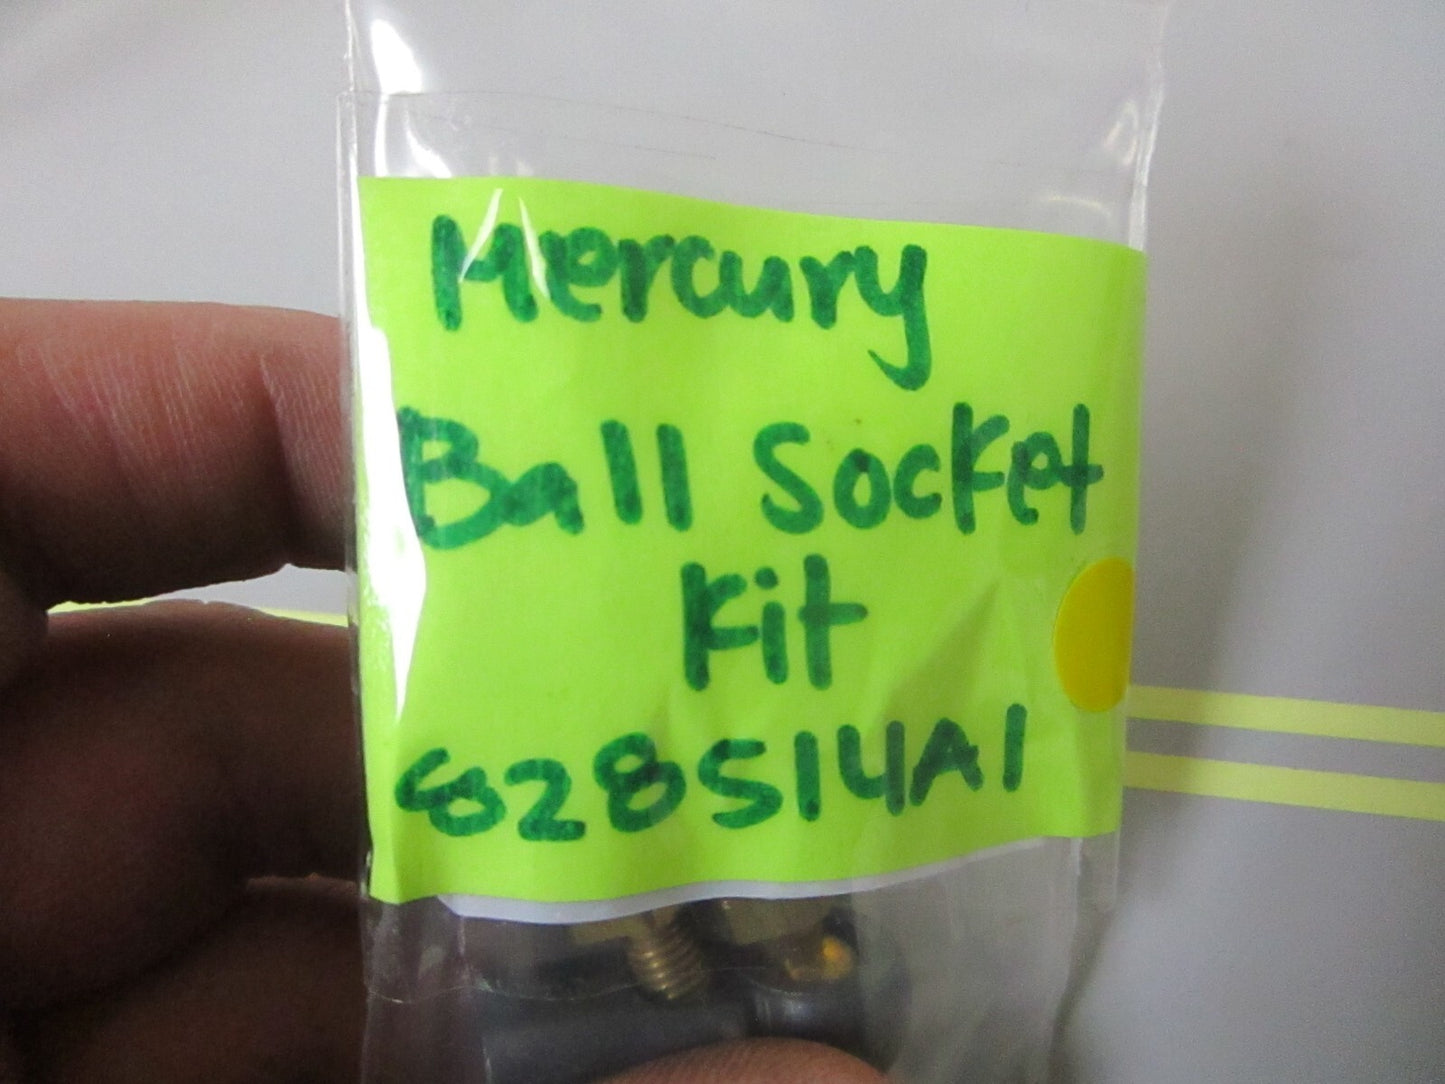 Mercury
Ball Socket
Kit
828514A1